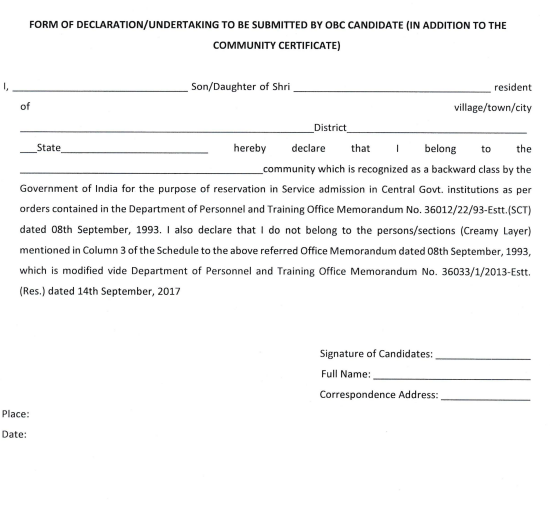 FORM OF DECLARATION/UNDERTAKING TO BE SUBMITTED BY OBC CANDIDATE (IN ADDITION TO THE
COMMUNITY CERTIFICATE)
I, ______________________________ Son/Daughter of Shri __________________________________ resident
of village/town/city
__________________________________________________District______________________________
___State_________________________ hereby declare that I belong to the
__________________________________________community which is recognized as a backward class by the
Government of India for the purpose of reservation in Service admission in Central Govt. institutions as per
orders contained in the Department of Personnel and Training Office Memorandum No. 36012/22/93-Estt.(SCT)
dated 08th September, 1993. I also declare that I do not belong to the persons/sections (Creamy Layer)
mentioned in Column 3 of the Schedule to the above referred Office Memorandum dated 08th September, 1993,
which is modified vide Department of Personnel and Training Office Memorandum No. 36033/1/2013-Estt.
(Res.) dated 14th September, 2017
Signature of Candidates: ________________
Full Name: ___________________________
Correspondence Address: _______________
Place:
Date: